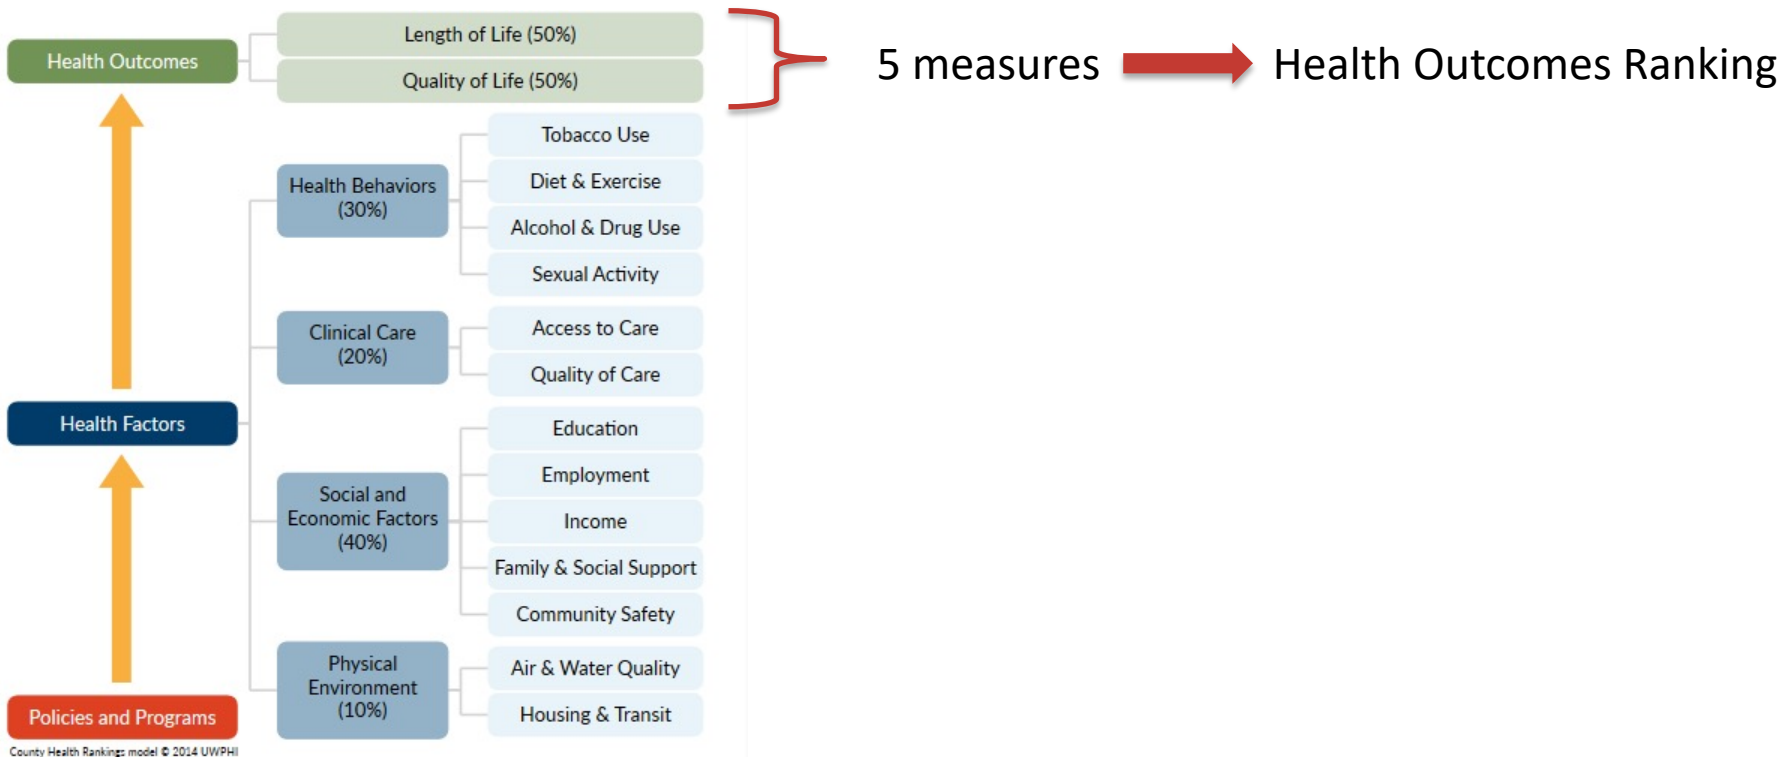 Health Outcomes
Length of Life (50%)
Quality of Life (50%)
5 measures
Health Outcomes Ranking
Health Factors
Health Behaviors
(30%)
Tobacco Use
Diet & Exercise
Alcohol & Drug Use
Sexual Activity
Clinical Care
(20%)
Access to Care
Quality of Care
Social and
Economic Factors
(40%)
Education
Employment
Income
Family & Social Support
Community Safety
Physical
Environment
(10%)
Air & Water Quality
Housing & Transit
Policies and Programs
County Health Rankings model © 2014 UWPHI